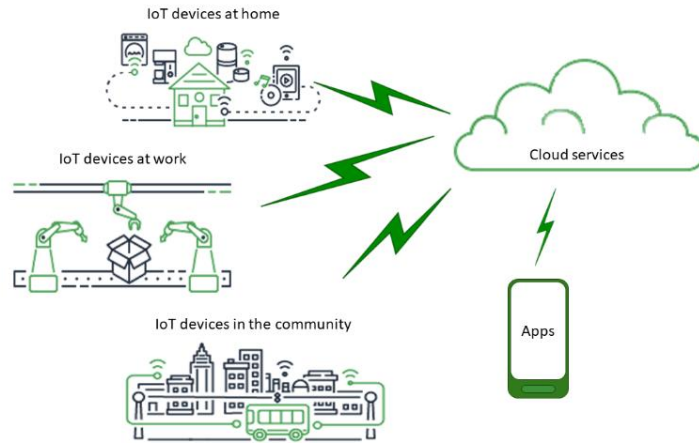 IoT devices at home
Cloud services
IoT devices at work
Apps
IoT devices in the community